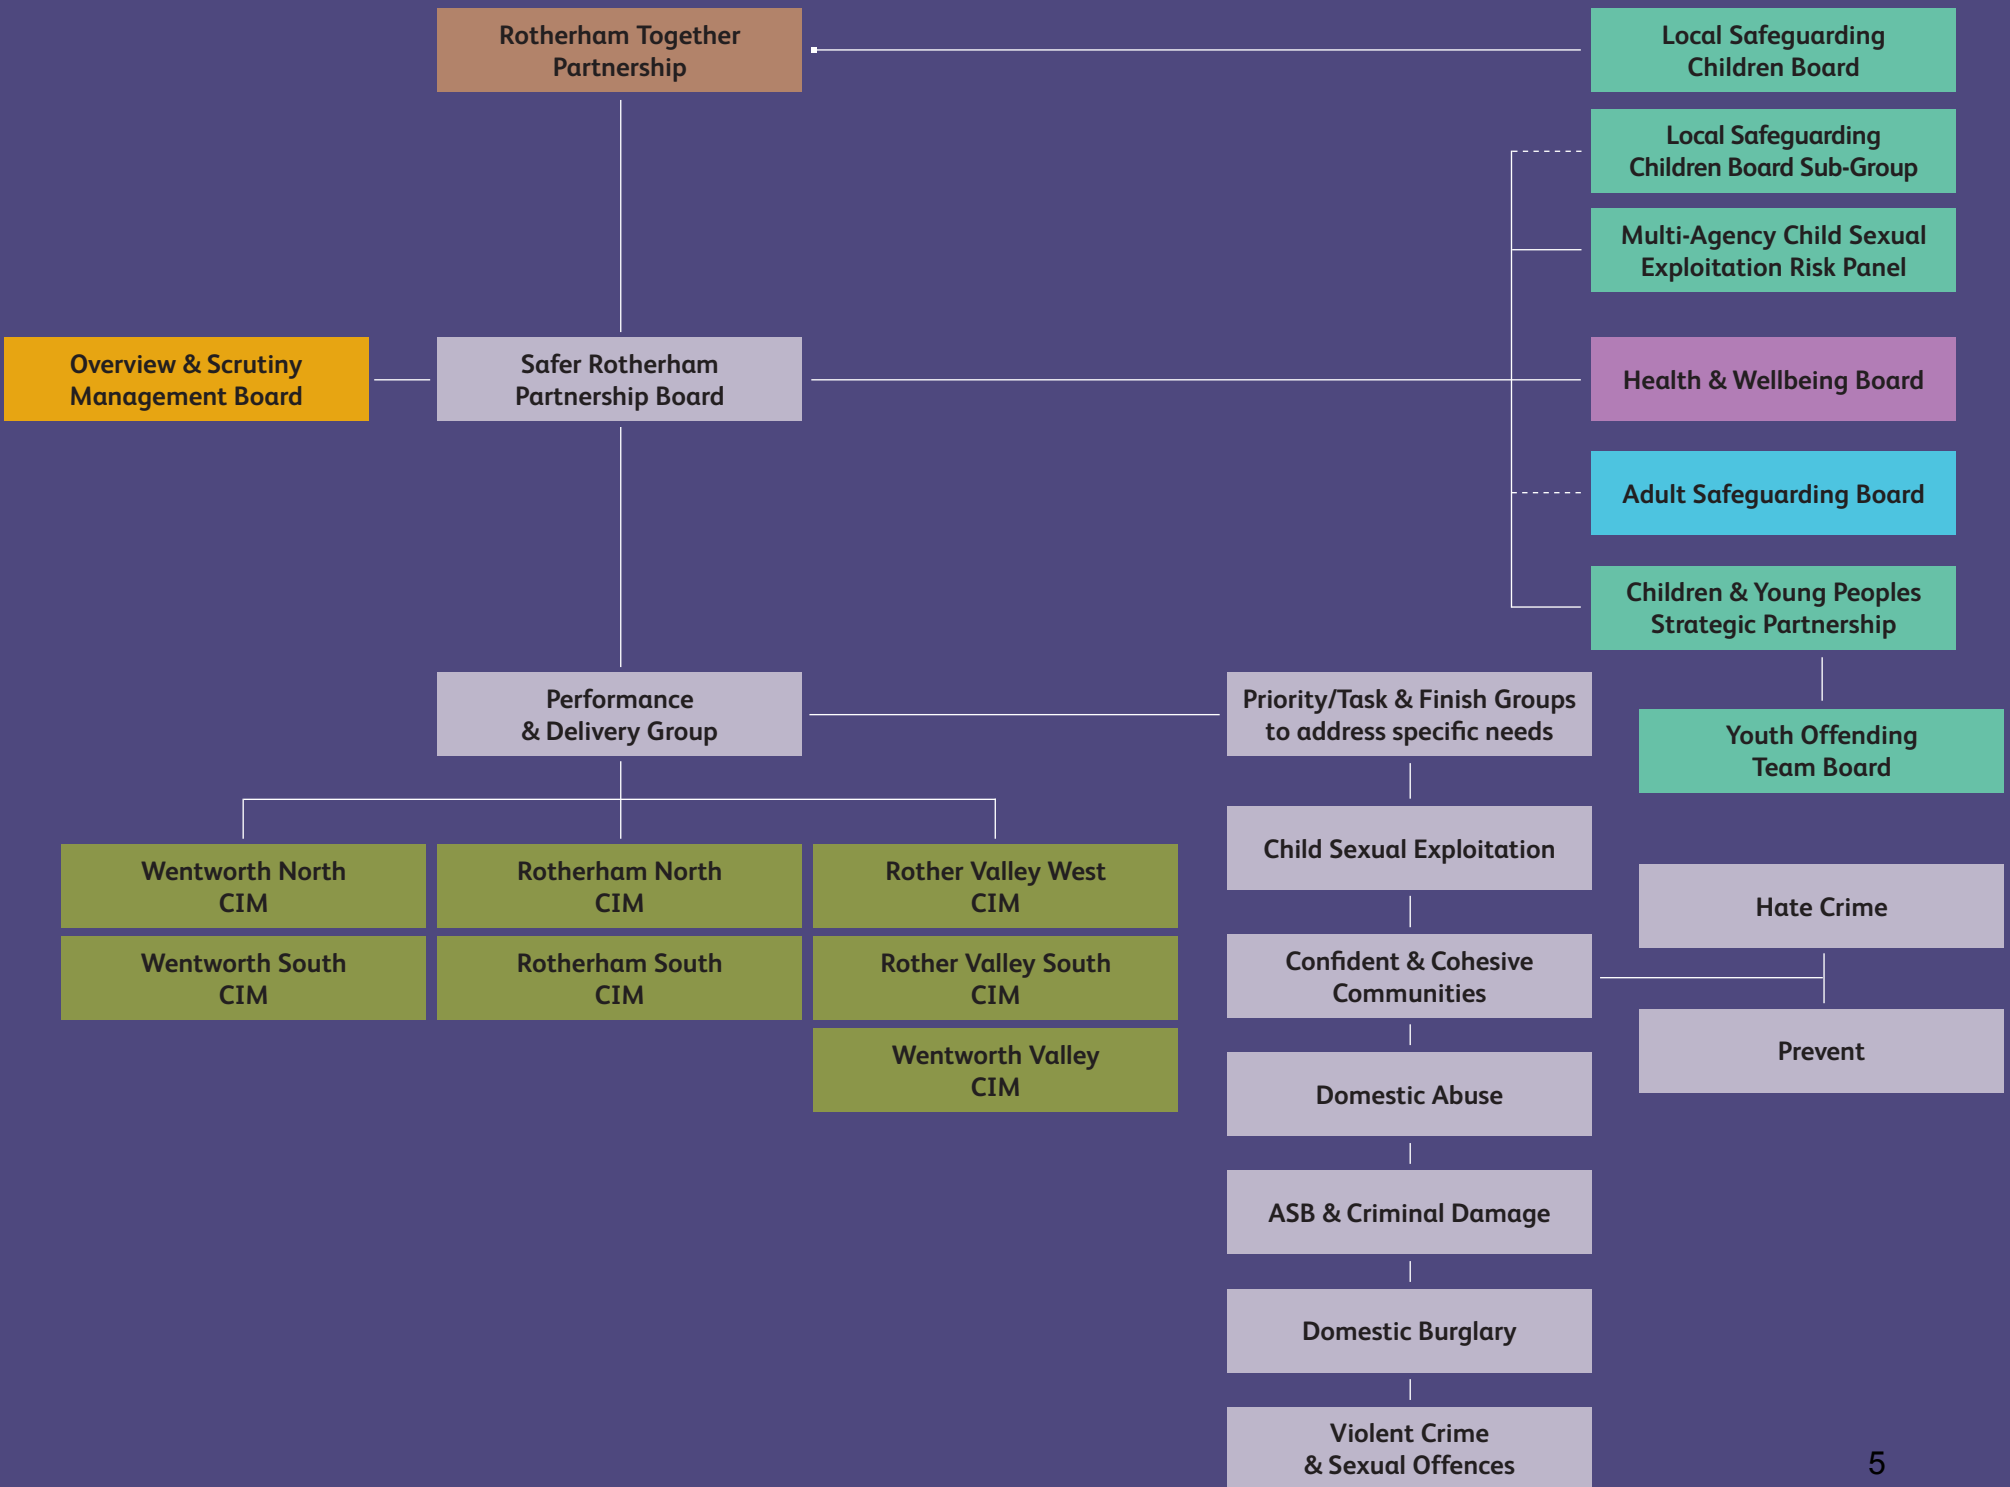 Rotherham Together
Partnership
Local Safeguarding
Children Board
Local Safeguarding
Children Board Sub-Group
Multi-Agency Child Sexual
Exploitation Risk Panel
Overview & Scrutiny
Management Board
Safer Rotherham
Partnership Board
Health & Wellbeing Board
Adult Safeguarding Board
Children & Young Peoples
Strategic Partnership
Performance
& Delivery Group
Priority/Task & Finish Groups
to address specific needs
Youth Offending
Team Board
Wentworth North
CIM
Rotherham North
CIM
Rother Valley West
CIM
Wentworth South
CIM
Rotherham South
CIM
Rother Valley South
CIM
Wentworth Valley
CIM
Child Sexual Exploitation
Confident & Cohesive
Communities
Hate Crime
Prevent
Domestic Abuse
ASB & Criminal Damage
Domestic Burglary
Violent Crime
& Sexual Offences
5